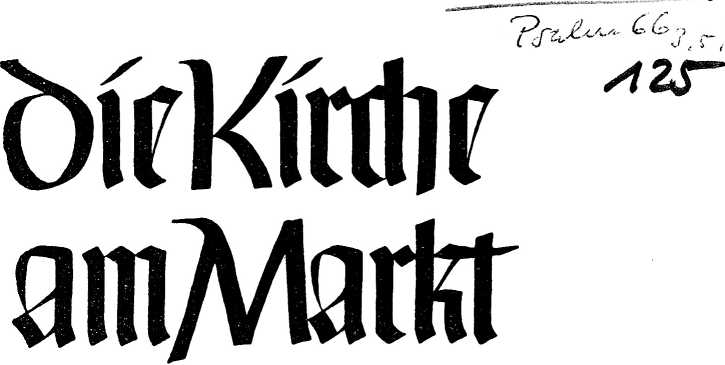 Psalm 66 3,5,
125
die Kirche
am Markt